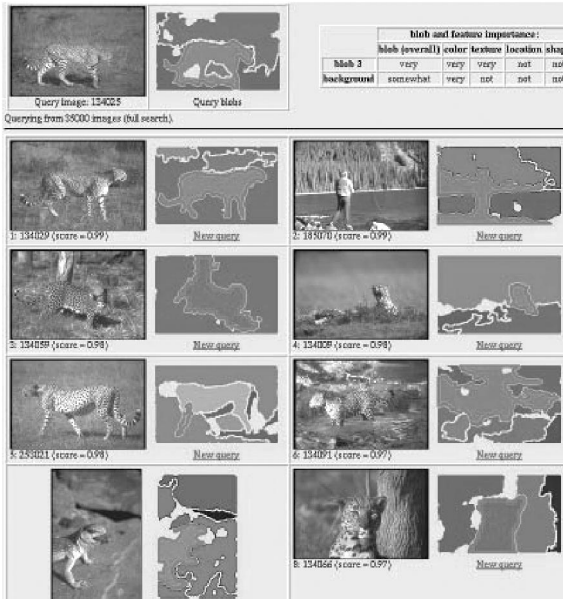 blob and feature importance:
blob (overall) color texture location
blob 3 very very very not not
background somewhat very not not not
Query image: 134025
Query blobs
Querying from 35000 images (full search).
1: 134029 (score = 0.99)
New query
2: 185070 (score = 0.99)
New query
3: 134059 (score = 0.98)
New query
4: 134009 (score = 0.98)
New query
5: 253021 (score = 0.98)
New query
6: 134091 (score = 0.97)
New query
8: 134066 (score = 0.97)
New query